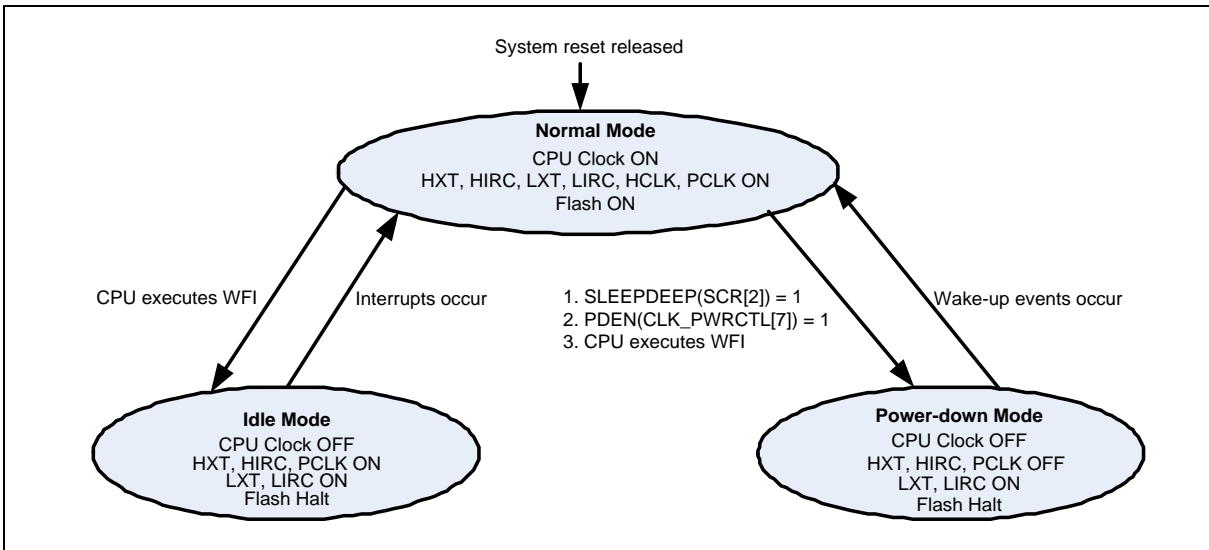 System reset released
Normal Mode
CPU Clock ON
HXT, HIRC, LXT, LIRC, HCLK, PCLK ON
Flash ON
CPU executes WFI
Interrupts occur
1. SLEEPDEEP(SCR[2]) = 1
2. PDEN(CLK_PWRCTL[7]) = 1
3. CPU executes WFI
Wake-up events occur
Idle Mode
CPU Clock OFF
HXT, HIRC, PCLK ON
LXT, LIRC ON
Flash Halt
Power-down Mode
CPU Clock OFF
HXT, HIRC, PCLK OFF
LXT, LIRC ON
Flash Halt